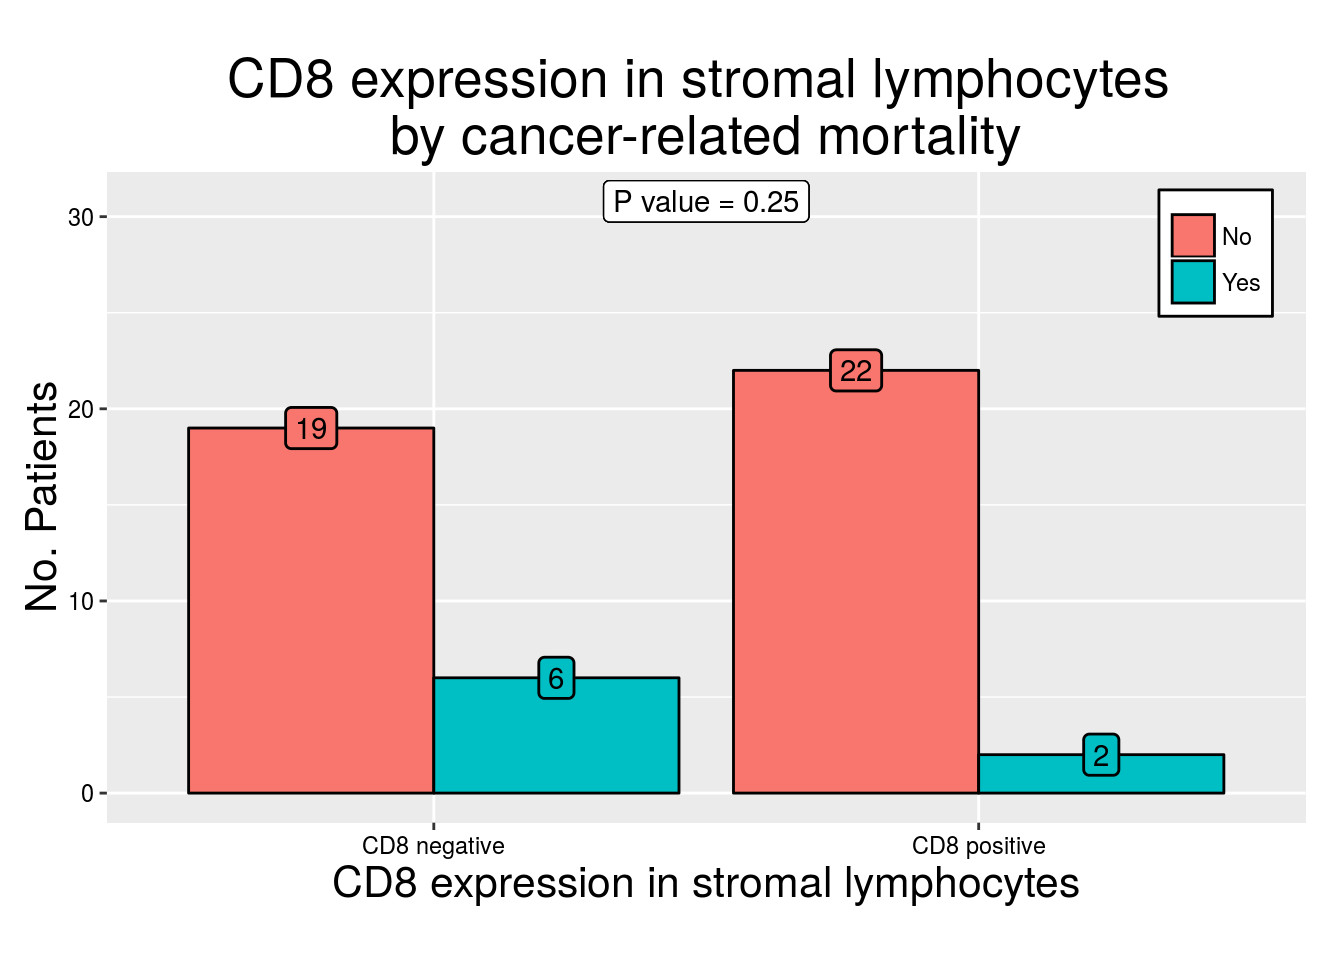 CD8 expression in stromal lymphocytes
by cancer-related mortality
P value = 0.25
No
Yes
No. Patients
30
20
10
0
19
6
22
2
CD8 negative
CD8 positive
CD8 expression in stromal lymphocytes